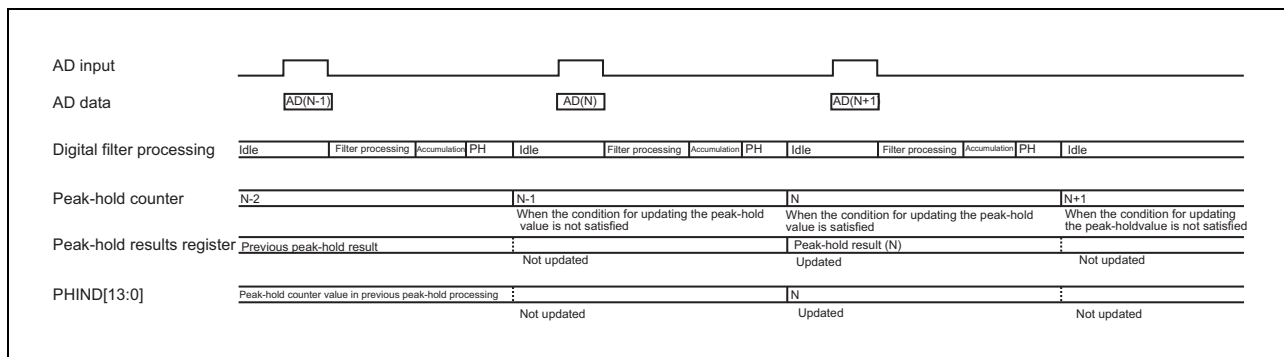 AD input
AD data
AD(N-1) AD(N) AD(N+1)
Digital filter processing Idle Filter processing Accumulation PH Idle Filter processing Accumulation PH Idle Filter processing Accumulation PH Idle
Peak-hold counter N-2 N-1 N N+1
When the condition for updating the peak-hold When the condition for updating the peak-hold When the condition for updating
value is not satisfied value is satisfied the peak-holdvalue is not satisfied
Peak-hold results register Previous peak-hold result Peak-hold result (N)
Not updated Updated Not updated
PHIND[13:0] Peak-hold counter value in previous peak-hold processing N
Not updated Updated Not updated